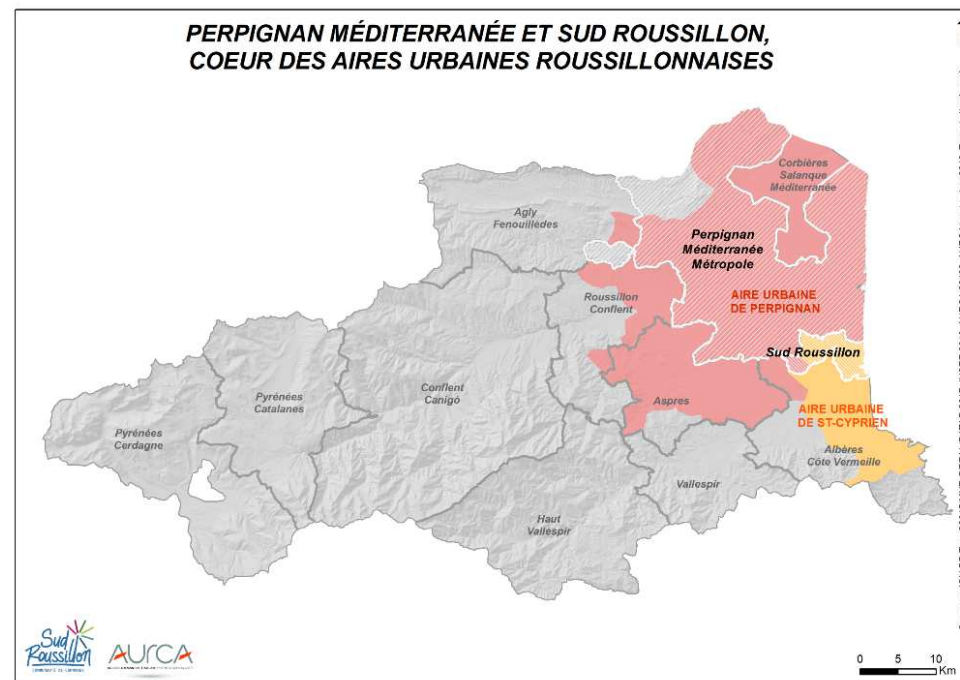 PERPIGNAN MÉDITERRANÉE ET SUD ROUSSILLON,
COEUR DES AIRES URBAINES ROUSSILLONNAISES
Corbières
Salanque
Méditerranée
Agly
Fenouillèdes
Perpignan
Méditerranée
Métropole
AIRE URBAINE
DE PERPIGNAN
Roussillon
Conflent
Sud Roussillon
Pyrénées
Catalanes
Conflent
Canigó
Aspres
AIRE URBAINE
DE ST-CYPRIEN
Pyrénées
Cerdagne
Albères
Côte Vermeille
Vallespir
Haut
Vallespir
Sud
Roussillon
AURCA
0 5 10
Km